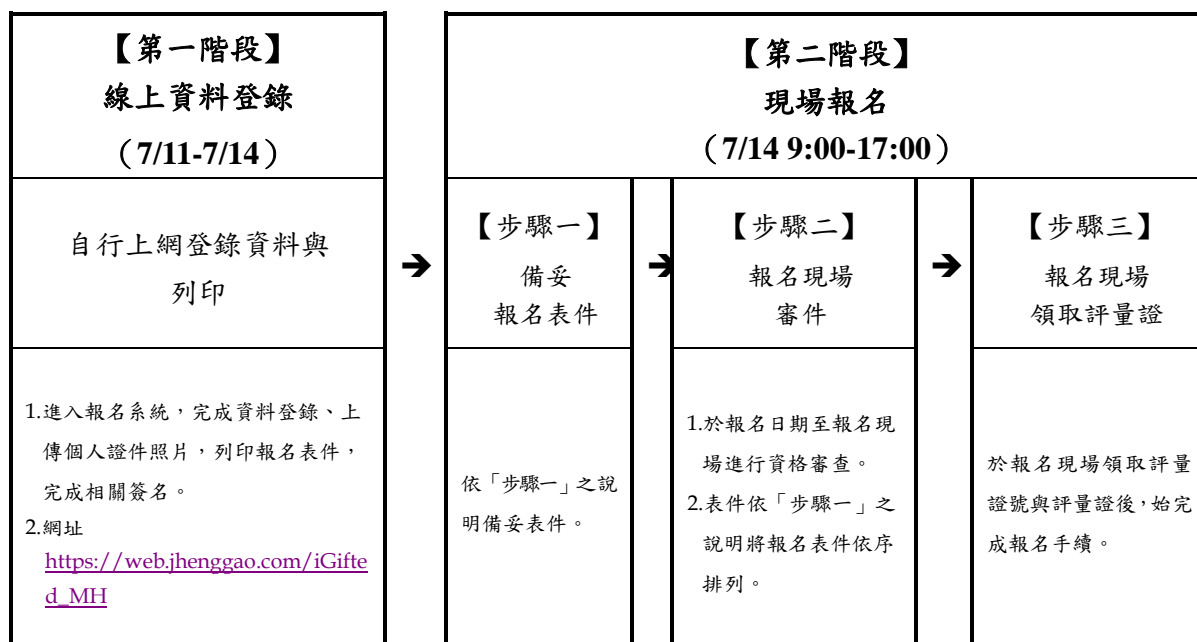 【第一階段】
線上資料登錄
（7/11-7/14）
自行上網登錄資料與
列印
1.進入報名系統，完成資料登錄、上
傳個人證件照片，列印報名表件，
完成相關簽名。
2.網址
https://web.jhenggao.com/iGifte
d_MH
➔
【第二階段】
現場報名
（7/14 9:00-17:00）
【步驟一】
備妥
報名表件
依「步驟一」之說
明備妥表件。
➔
【步驟二】
報名現場
審件
1.於報名日期至報名現
場進行資格審查。
2.表件依「步驟一」之
說明將報名表件依序
排列。
➔
【步驟三】
報名現場
領取評量證
於報名現場領取評量
證號與評量證後，始完
成報名手續。